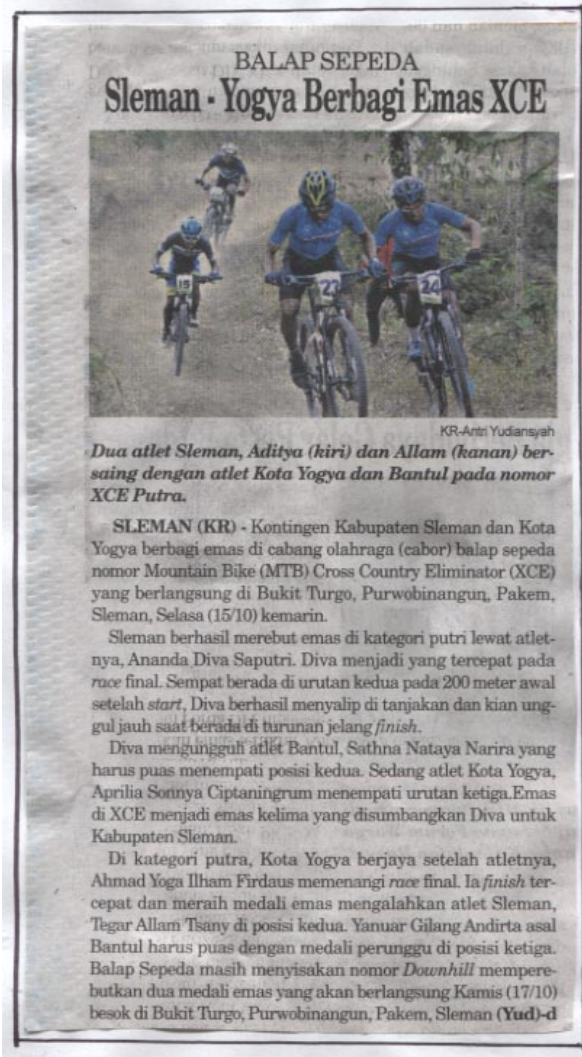 BALAP SEPEDA
Sleman - Yogya Berbagi Emas XCE
15
23
24
KR-Antri Yudiansyah
Dua atlet Sleman, Aditya (kiri) dan Allam (kanan) ber-
saing dengan atlet Kota Yogya dan Bantul pada nomor
XCE Putra.
SLEMAN (KR) - Kontingen Kabupaten Sleman dan Kota
Yogya berbagi emas di cabang olahraga (cabor) balap sepeda
nomor Mountain Bike (MTB) Cross Country Eliminator (XCE)
yang berlangsung di Bukit Turgo, Purwobinangun, Pakem,
Sleman, Selasa (15/10) kemarin.
Sleman berhasil merebut emas di kategori putri lewat atlet-
nya, Ananda Diva Saputri. Diva menjadi yang tercepat pada
race final. Sempat berada di urutan kedua pada 200 meter awal
setelah start, Diva berhasil menyalip di tanjakan dan kian ung-
gul jauh saat berada di turunan jelang finish.
Diva mengungguh atlet Bantul, Sathna Nataya Narira yang
harus puas menempati posisi kedua. Sedang atlet Kota Yogya,
Aprilia Sonnya Ciptaningrum menempati urutan ketiga.Emas
di XCE menjadi emas kelima yang disumbangkan Diva untuk
Kabupaten Sleman.
Di kategori putra, Kota Yogya berjaya setelah atletnya,
Ahmad Yoga Ilham Firdaus memenangi race final. Ia finish ter-
cepat dan meraih medali emas mengalahkan atlet Sleman,
Tegar Allam Tsany di posisi kedua. Yanuar Gilang Andirta asal
Bantul harus puas dengan medali perunggu di posisi ketiga.
Balap Sepeda masih menyisakan nomor Downhill mempere-
butkan dua medali emas yang akan berlangsung Kamis (17/10)
besok di Bukit Turgo, Purwobinangun, Pakem, Sleman (Yud)-d